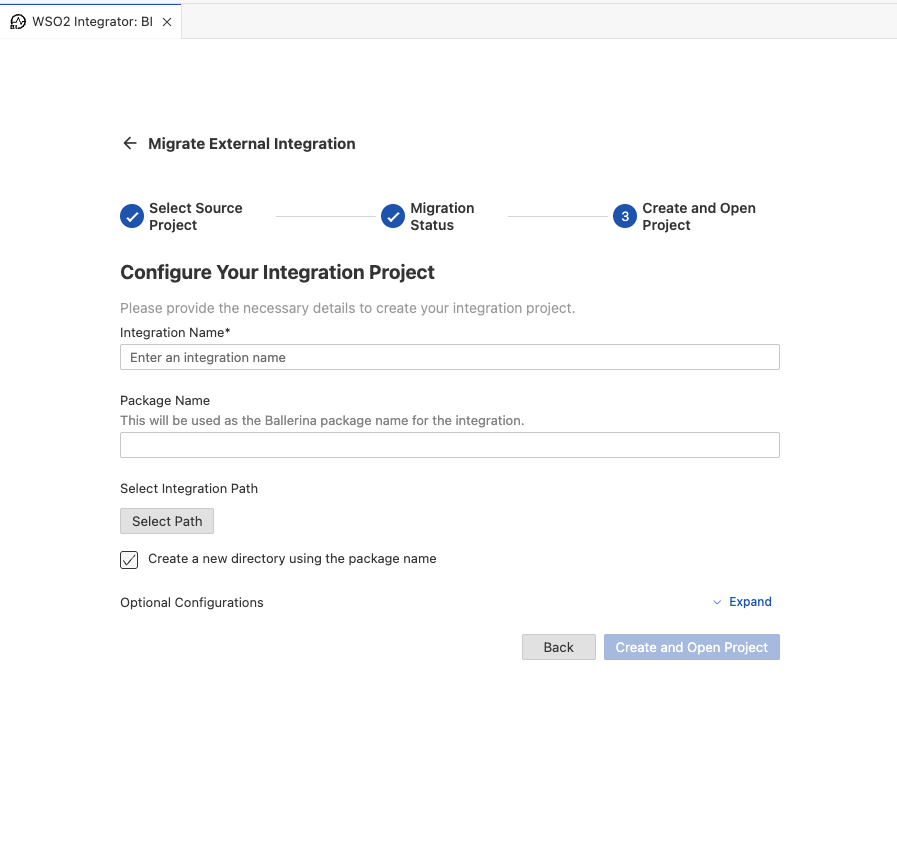 WSO2 Integrator: BI
Migrate External Integration
Select Source
Project
Migration
Status
3
Create and Open
Project
Configure Your Integration Project
Please provide the necessary details to create your integration project.
Integration Name*
Enter an integration name
Package Name
This will be used as the Ballerina package name for the integration.
Select Integration Path
Select Path
Create a new directory using the package name
Optional Configurations
Expand
Back
Create and Open Project